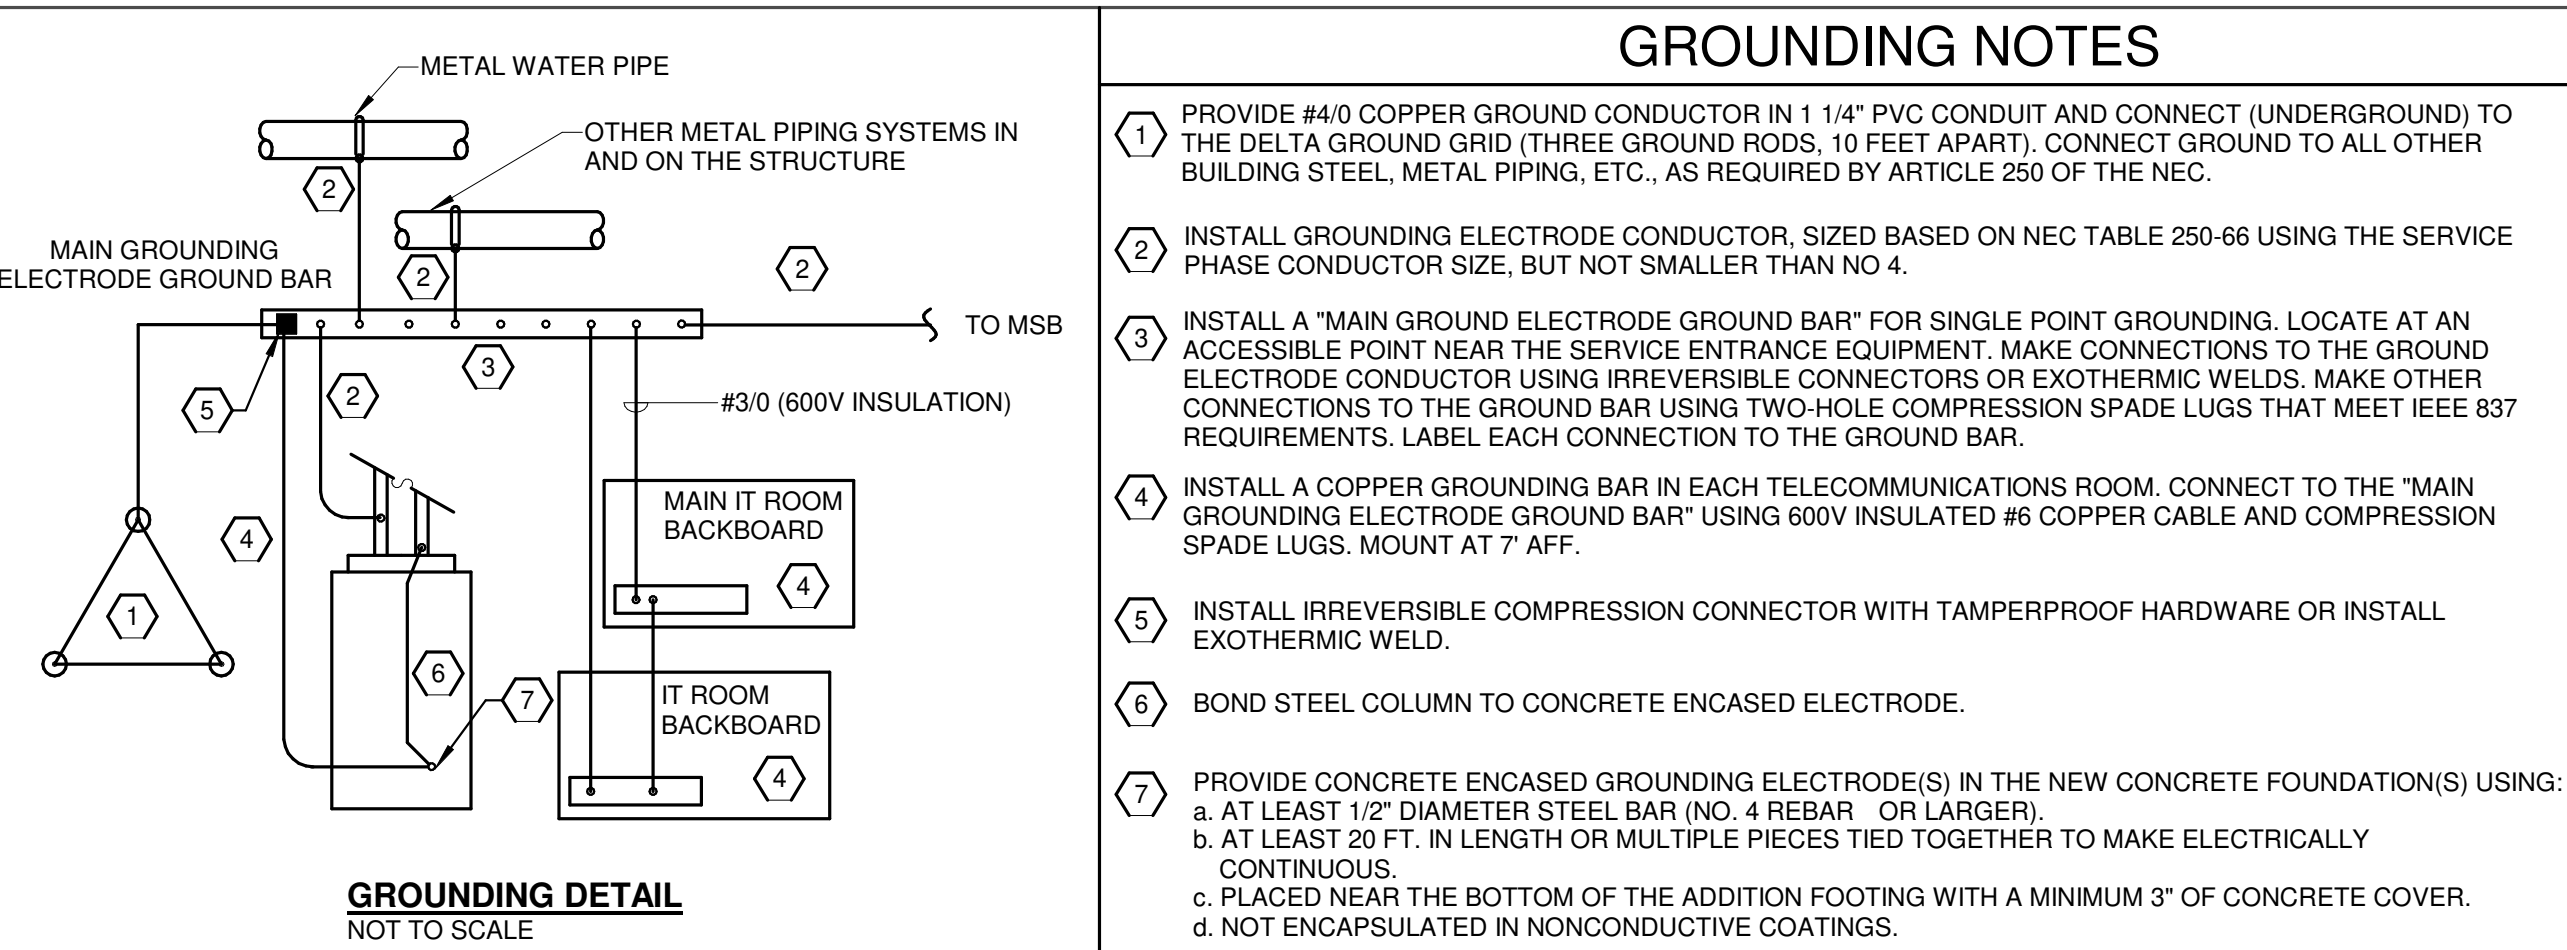 METAL WATER PIPE
OTHER METAL PIPING SYSTEMS IN
AND ON THE STRUCTURE
2
MAIN GROUNDING
ELECTRODE GROUND BAR
2
2
TO MSB
3
2
5
#3/0 (600V INSULATION)
4
MAIN IT ROOM
BACKBOARD
4
1
6
7
IT ROOM
BACKBOARD
4
GROUNDING DETAIL
NOT TO SCALE
GROUNDING NOTES
1
PROVIDE #4/0 COPPER GROUND CONDUCTOR IN 1 1/4" PVC CONDUIT AND CONNECT (UNDERGROUND) TO
THE DELTA GROUND GRID (THREE GROUND RODS, 10 FEET APART). CONNECT GROUND TO ALL OTHER
BUILDING STEEL, METAL PIPING, ETC., AS REQUIRED BY ARTICLE 250 OF THE NEC.
2
INSTALL GROUNDING ELECTRODE CONDUCTOR, SIZED BASED ON NEC TABLE 250-66 USING THE SERVICE
PHASE CONDUCTOR SIZE, BUT NOT SMALLER THAN NO 4.
3
INSTALL A "MAIN GROUND ELECTRODE GROUND BAR" FOR SINGLE POINT GROUNDING. LOCATE AT AN
ACCESSIBLE POINT NEAR THE SERVICE ENTRANCE EQUIPMENT. MAKE CONNECTIONS TO THE GROUND
ELECTRODE CONDUCTOR USING IRREVERSIBLE CONNECTORS OR EXOTHERMIC WELDS. MAKE OTHER
CONNECTIONS TO THE GROUND BAR USING TWO-HOLE COMPRESSION SPADE LUGS THAT MEET IEEE 837
REQUIREMENTS. LABEL EACH CONNECTION TO THE GROUND BAR.
4
INSTALL A COPPER GROUNDING BAR IN EACH TELECOMMUNICATIONS ROOM. CONNECT TO THE "MAIN
GROUNDING ELECTRODE GROUND BAR" USING 600V INSULATED #6 COPPER CABLE AND COMPRESSION
SPADE LUGS. MOUNT AT 7' AFF.
5
INSTALL IRREVERSIBLE COMPRESSION CONNECTOR WITH TAMPERPROOF HARDWARE OR INSTALL
EXOTHERMIC WELD.
6
BOND STEEL COLUMN TO CONCRETE ENCASED ELECTRODE.
7
PROVIDE CONCRETE ENCASED GROUNDING ELECTRODE(S) IN THE NEW CONCRETE FOUNDATION(S) USING:
a. AT LEAST 1/2" DIAMETER STEEL BAR (NO. 4 REBAR OR LARGER).
b. AT LEAST 20 FT. IN LENGTH OR MULTIPLE PIECES TIED TOGETHER TO MAKE ELECTRICALLY
CONTINUOUS.
c. PLACED NEAR THE BOTTOM OF THE ADDITION FOOTING WITH A MINIMUM 3" OF CONCRETE COVER.
d. NOT ENCAPSULATED IN NONCONDUCTIVE COATINGS.